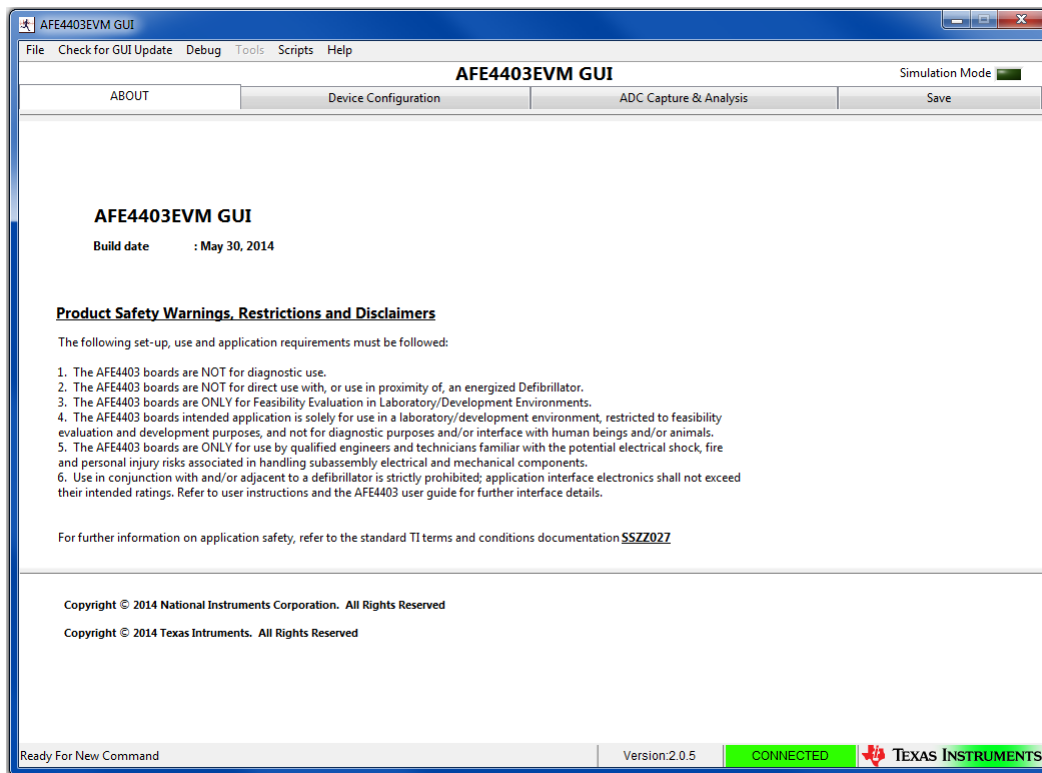 AFE4403EVM GUI
File Check for GUI Update Debug Tools Scripts Help
AFE4403EVM GUI
Simulation Mode
ABOUT Device Configuration ADC Capture & Analysis Save
AFE4403EVM GUI
Build date : May 30, 2014
Product Safety Warnings, Restrictions and Disclaimers
The following set-up, use and application requirements must be followed:
1. The AFE4403 boards are NOT for diagnostic use.
2. The AFE4403 boards are NOT for direct use with, or use in proximity of, an energized Defibrillator.
3. The AFE4403 boards are ONLY for Feasibility Evaluation in Laboratory/Development Environments.
4. The AFE4403 boards intended application is solely for use in a laboratory/development environment, restricted to feasibility
evaluation and development purposes, and not for diagnostic purposes and/or interface with human beings and/or animals.
5. The AFE4403 boards are ONLY for use by qualified engineers and technicians familiar with the potential electrical shock, fire
and personal injury risks associated in handling subassembly electrical and mechanical components.
6. Use in conjunction with and/or adjacent to a defibrillator is strictly prohibited; application interface electronics shall not exceed
their intended ratings. Refer to user instructions and the AFE4403 user guide for further interface details.
For further information on application safety, refer to the standard TI terms and conditions documentation SSZZ027
Copyright © 2014 National Instruments Corporation. All Rights Reserved
Copyright © 2014 Texas Intruments. All Rights Reserved
Ready For New Command Version:2.0.5 CONNECTED TEXAS INSTRUMENTS